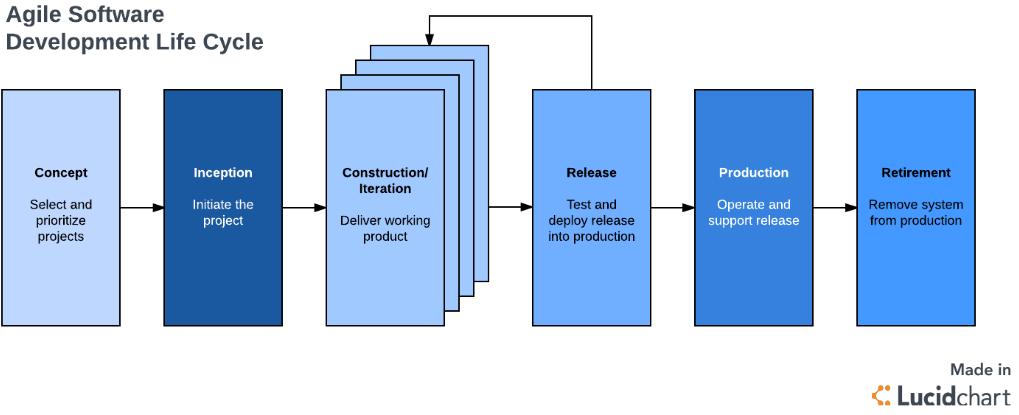 Agile Software
Development Life Cycle
Concept
Select and
prioritize
projects
Inception
Initiate the
project
Construction/
Iteration
Deliver working
product
Release
Test and
deploy release
into production
Production
Operate and
support release
Retirement
Remove system
from production
Made in
Lucidchart